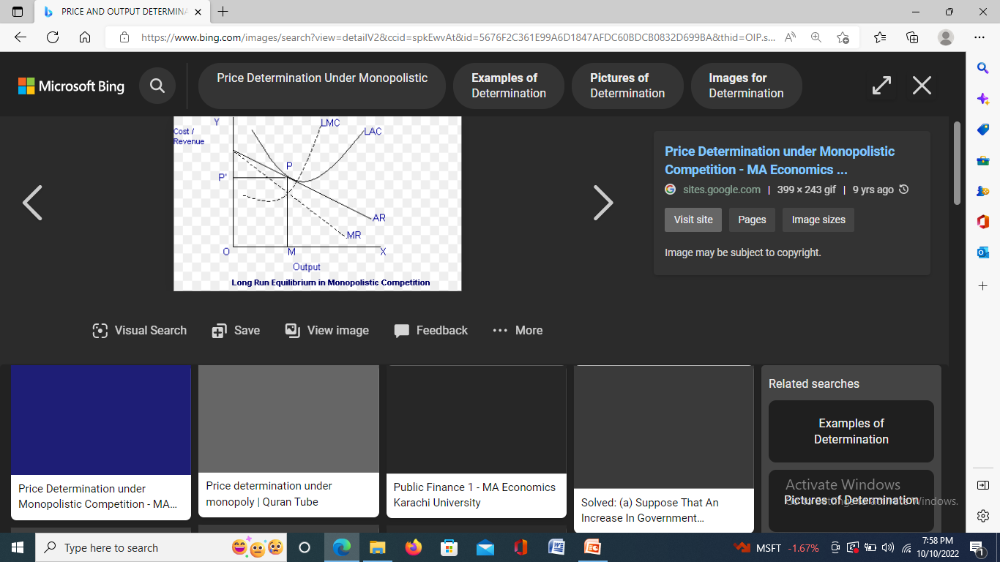 PRICE AND OUTPUT DETERMINA
https://www.bing.com/images/search?view=detailV2&ccid=spkEwvAt&id=5676F2C361E99A6D1847AFDC60BDCB0832D699BA&thid=OIP.s...
Microsoft Bing
Price Determination Under Monopolistic
Examples of
Determination
Pictures of
Determination
Images for
Determination
Y
Cost /
Revenue
LMC
LAC
P
P'
AR
MR
O
M
X
Output
Long Run Equilibrium in Monopolistic Competition
Price Determination under Monopolistic
Competition - MA Economics ...
sites.google.com | 399 × 243 gif | 9 yrs ago
Visit site
Pages
Image sizes
Image may be subject to copyright.
Visual Search
Save
View image
Feedback
More
Price Determination under
Monopolistic Competition - MA...
Price determination under
monopoly | Quran Tube
Public Finance 1 - MA Economics
Karachi University
Solved: (a) Suppose That An
Increase In Government...
Related searches
Examples of
Determination
Activate Windows
Pictures of Determination
Windows.
Type here to search
MSFT -1.67%
7:58 PM
10/10/2022
1